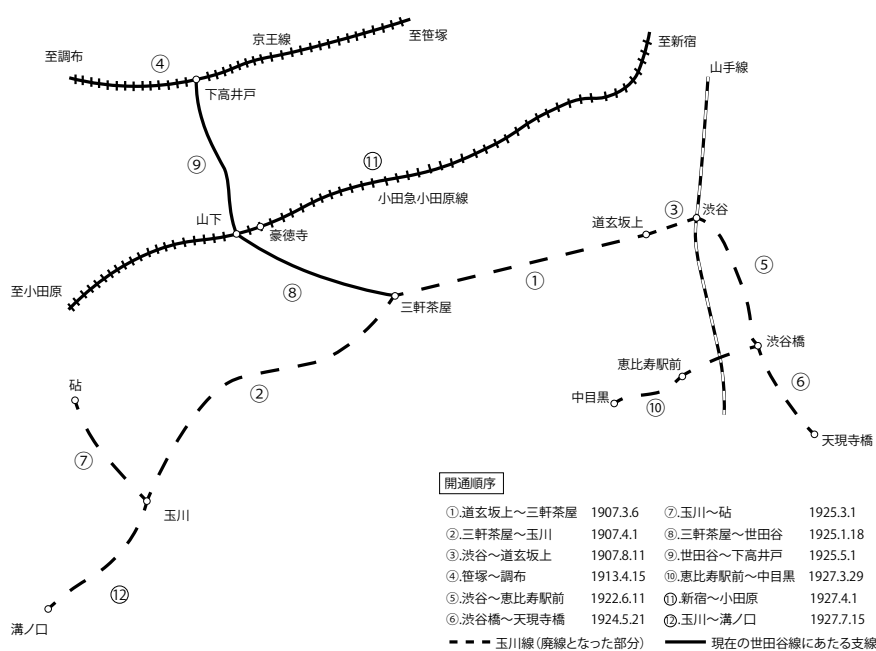 至調布
④
京王線
至笹塚
下高井戸
至新宿
山手線
⑨
⑪
小田急小田原線
山下
豪徳寺
道玄坂上
③
渋谷
至小田原
⑧
三軒茶屋
①
⑤
渋谷橋
恵比寿駅前
中目黒
⑩
⑥
天現寺橋
②
砧
⑦
玉川
⑫
溝ノ口
開通順序
①.道玄坂上〜三軒茶屋 1907.3.6
②.三軒茶屋〜玉川 1907.4.1
③.渋谷〜道玄坂上 1907.8.11
④.笹塚〜調布 1913.4.15
⑤.渋谷〜恵比寿駅前 1922.6.11
⑥.渋谷橋〜天現寺橋 1924.5.21
⑦.玉川〜砧 1925.3.1
⑧.三軒茶屋〜世田谷 1925.1.18
⑨.世田谷〜下高井戸 1925.5.1
⑩.恵比寿駅前〜中目黒 1927.3.29
⑪.新宿〜小田原 1927.4.1
⑫.玉川〜溝ノ口 1927.7.15
玉川線（廃線となった部分）
現在の世田谷線にあたる支線